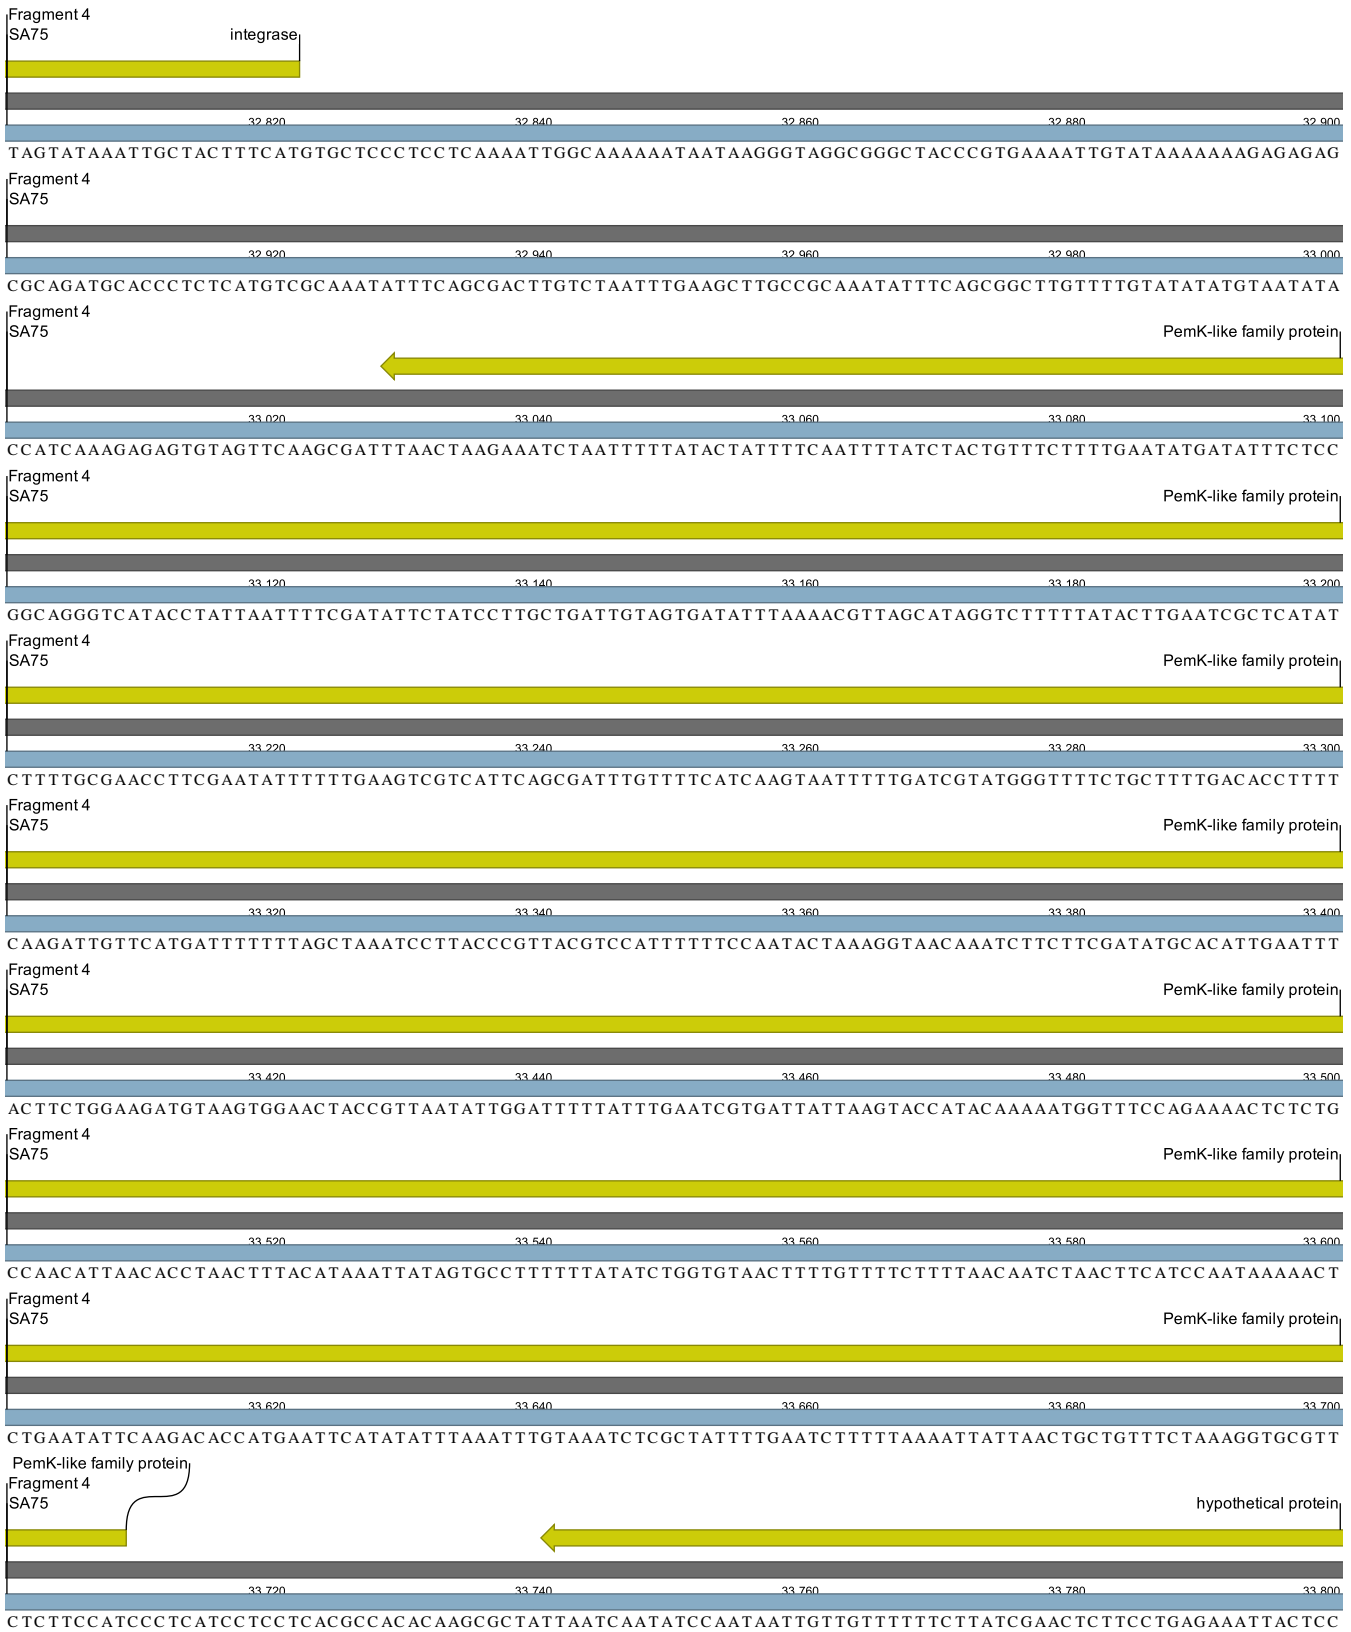 Fragment 4
SA75
integrase
32.820 32.840 32.860 32.880 32.900
TAGTATAAATTGCTACTTTCATGTGCTCCCTCCTCAAAATTGGCAAAAAATAATAAGGGTAGGCGGGCTACCCGTGAAAATTGTATAAAAAAAGAGAGAG
Fragment 4
SA75
32.920 32.940 32.960 32.980 33.000
CGCAGATGCACCCTCTCATGTCGCAAATATTTCAGCGACTTGTCTAATTTGAAGCTTGCCGCAAATATTTCAGCGGCTTGTTTTGTATATATGTAATATA
Fragment 4
SA75
PemK-like family protein
33.020 33.040 33.060 33.080 33.100
CCATCAAAGAGAGTGTAGTTCAAGCGATTTAACTAAGAAATCTAATTTTTATACTATTTTCAATTTTATCTACTGTTTCTTTTGAATATGATATTTCTCC
Fragment 4
SA75
PemK-like family protein
33.120 33.140 33.160 33.180 33.200
GGCAGGGTCATACCTATTAATTTTCGATATTCTATCCTTGCTGATTGTAGTGATATTTAAAACGTTAGCATAGGTCTTTTTATACTTGAATCGCTCATAT
Fragment 4
SA75
PemK-like family protein
33.220 33.240 33.260 33.280 33.300
CTTTTGCGAACCTTCGAATATTTTTTGAAGTCGTCATTCAGCGATTTGTTTTCATCAAGTAATTTTTGATCGTATGGGTTTTCTGCTTTTGACACCTTTT
Fragment 4
SA75
PemK-like family protein
33.320 33.340 33.360 33.380 33.400
CAAGATTGTTCATGATTTTTTTAGCTAAATCCTTACCCGTTACGTCCATTTTTTCCAATACTAAAGGTAACAAATCTTCTTCGATATGCACATTGAATTT
Fragment 4
SA75
PemK-like family protein
33.420 33.440 33.460 33.480 33.500
ACTTCTGGAAGATGTAAGTGGAACTACCGTTAATATTGGATTTTTATTTGAATCGTGATTATTAAGTACCATACAAAAATGGTTTCCAGAAAACTCTCTG
Fragment 4
SA75
PemK-like family protein
33.520 33.540 33.560 33.580 33.600
CCAACATTAACACCTAACTTTACATAAATTATAGTGCCTTTTTTATATCTGGTGTAACTTTTGTTTTCTTTTAACAATCTAACTTCATCCAATAAAAACT
Fragment 4
SA75
PemK-like family protein
33.620 33.640 33.660 33.680 33.700
CTGAATATTCAAGACACCATGAATTCATATATTTAAATTTGTAAATCTCGCTATTTTGAATCTTTTTAAAATTATTAACTGCTGTTTCTAAAGGTGCGTT
PemK-like family protein
Fragment 4
SA75
hypothetical protein
33.720 33.740 33.760 33.780 33.800
CTCTTCCATCCCTCATCCTCCTCACGCCACACAAGCGCTATTAATCAATATCCAATAATTGTTGTTTTTTCTTATCGAACTCTTCCTGAGAAATTACTCC